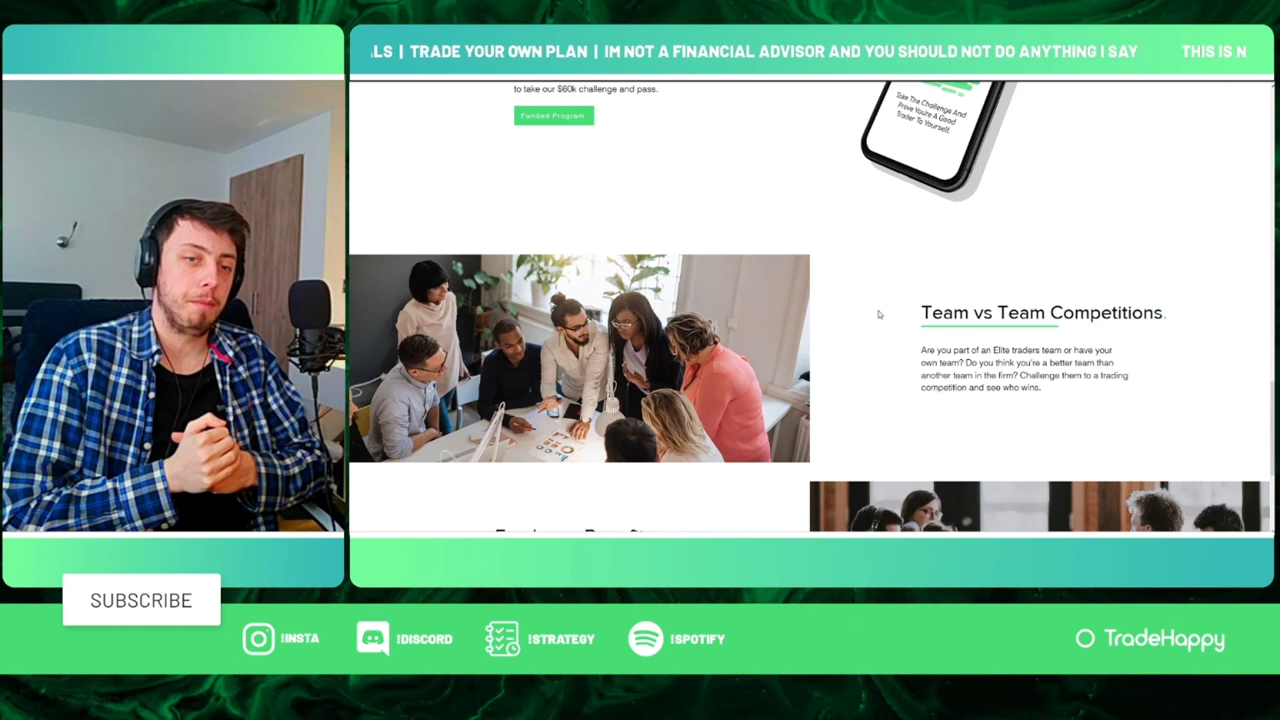 LS | TRADE YOUR OWN PLAN | IM NOT A FINANCIAL ADVISOR AND YOU SHOULD NOT DO ANYTHING I SAY THIS IS N
to take our $60k challenge and pass.
Funded Program
Take The Challenge And
Prove You're A Good
Trader To Yourself.
Team vs Team Competitions.
Are you part of an Elite traders team or have your
own team? Do you think you're a better team than
another team in the firm? Challenge them to a trading
competition and see who wins.
SUBSCRIBE
!INSTA
!DISCORD
!STRATEGY
!SPOTIFY
TradeHappy